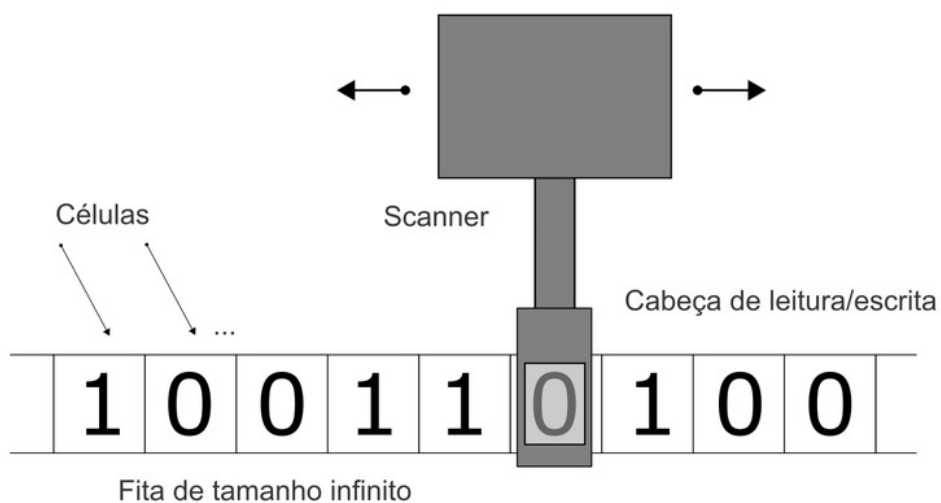 Células
Scanner
Cabeça de leitura/escrita
...
1 0 0 1 1 0 1 0 0
Fita de tamanho infinito